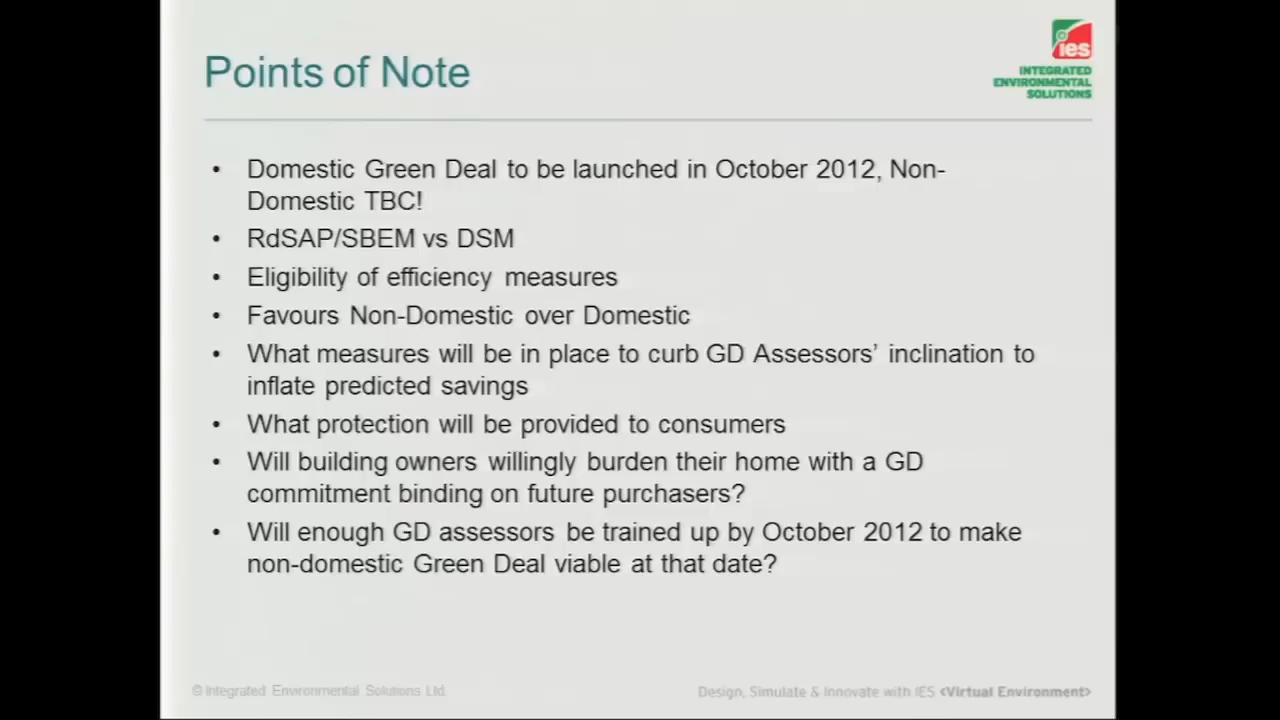 Points of Note
ies
INTEGRATED
ENVIRONMENTAL
SOLUTIONS
• Domestic Green Deal to be launched in October 2012, Non-
Domestic TBC!
• RdSAP/SBEM vs DSM
• Eligibility of efficiency measures
• Favours Non-Domestic over Domestic
• What measures will be in place to curb GD Assessors’ inclination to
inflate predicted savings
• What protection will be provided to consumers
• Will building owners willingly burden their home with a GD
commitment binding on future purchasers?
• Will enough GD assessors be trained up by October 2012 to make
non-domestic Green Deal viable at that date?
© Integrated Environmental Solutions Ltd.
Design, Simulate & Innovate with IES <Virtual Environment>